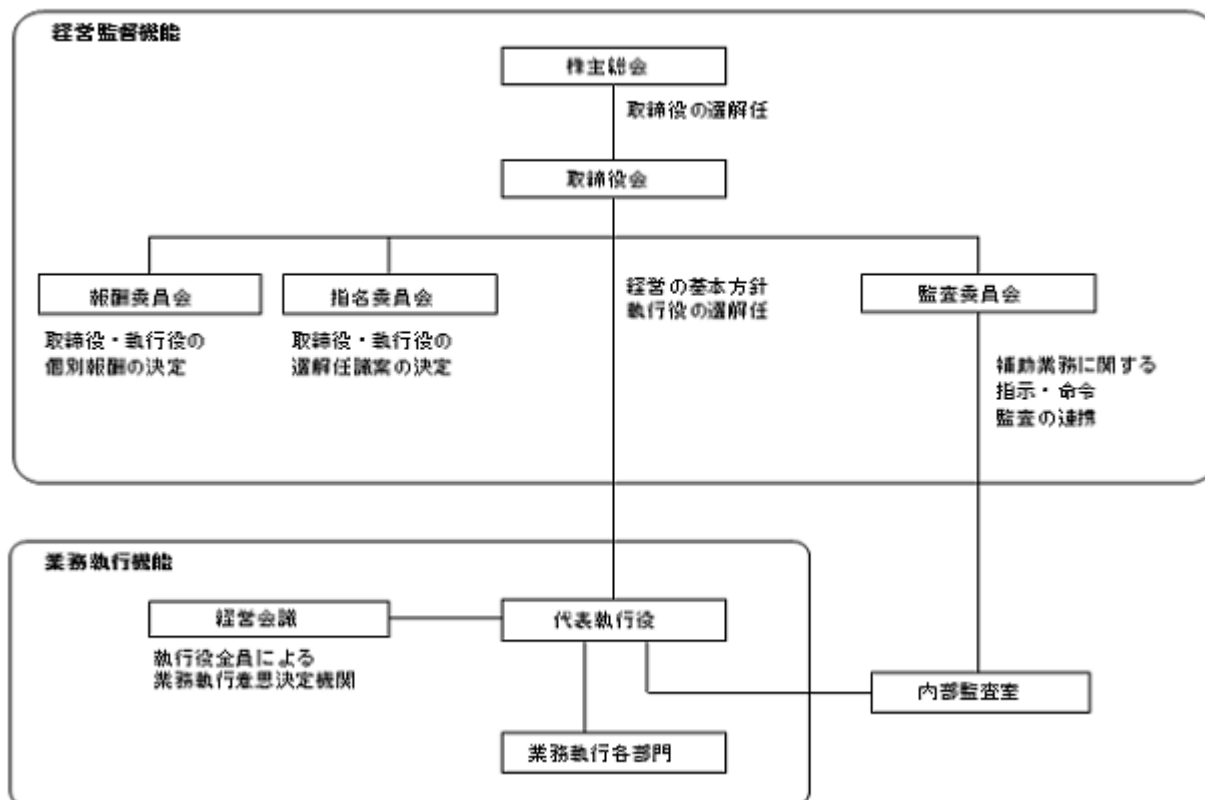 経営監督機能
株主総会
取締役の選解任
取締役会
報酬委員会
指名委員会
経営の基本方針
執行役の選解任
監査委員会
取締役・執行役の
個別報酬の決定
取締役・執行役の
選解任議案の決定
補助業務に関する
指示・命令
監査の連携
業務執行機能
経営会議
代表執行役
執行役全員による
業務執行意思決定機関
内部監査室
業務執行各部門